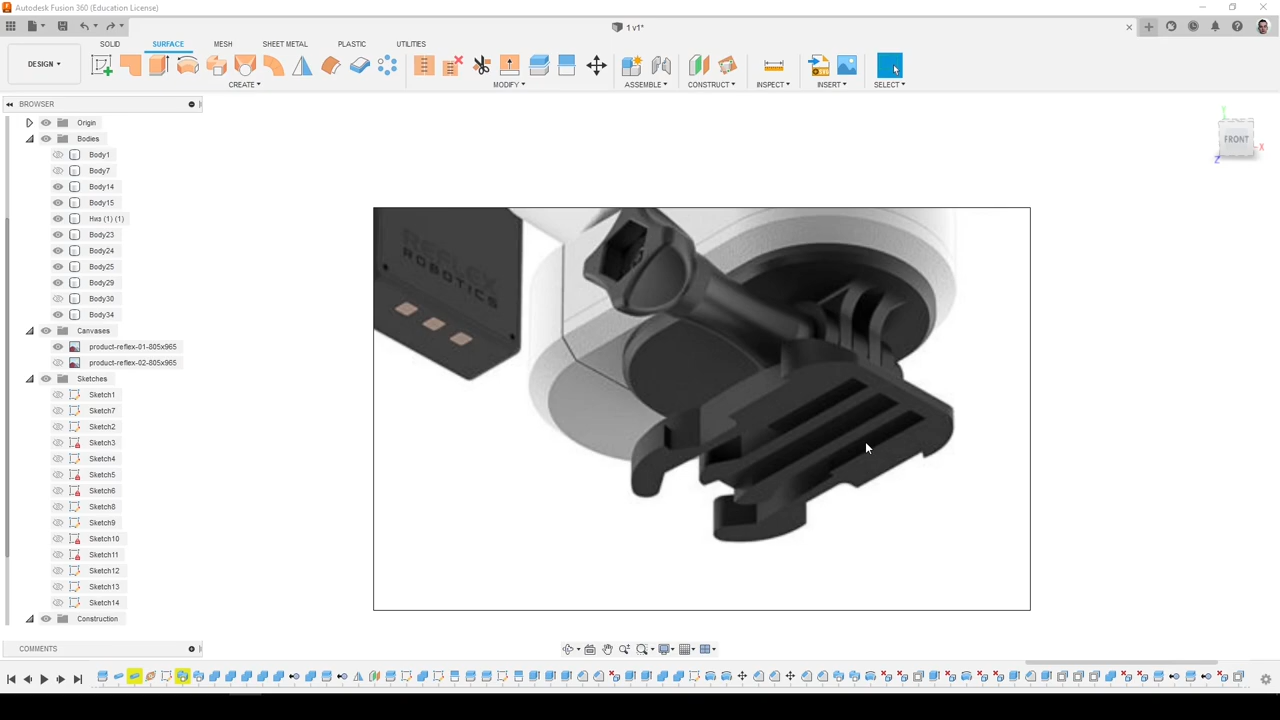 Autodesk Fusion 360 (Education License)
1 v1*
DESIGN
SOLID
SURFACE
MESH
SHEET METAL
PLASTIC
UTILITIES
CREATE
MODIFY
ASSEMBLE
CONSTRUCT
INSPECT
INSERT
SELECT
BROWSER
Origin
Bodies
Body1
Body7
Body14
Body15
Низ (1) (1)
Body23
Body24
Body25
Body29
Body30
Body34
Canvases
product-reflex-01-805x965
product-reflex-02-805x965
Sketches
Sketch1
Sketch7
Sketch2
Sketch3
Sketch4
Sketch5
Sketch6
Sketch8
Sketch9
Sketch10
Sketch11
Sketch12
Sketch13
Sketch14
Construction
COMMENTS
REFLEX
ROBOTICS
Y
FRONT
X
Z